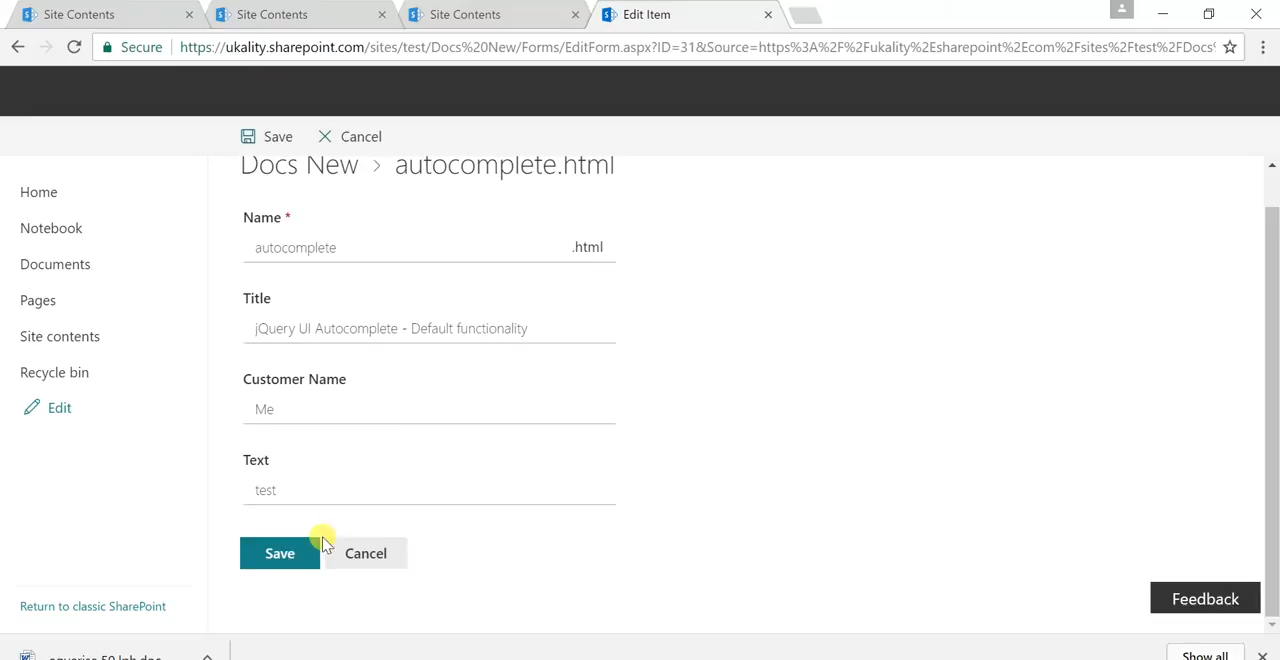 Site Contents Site Contents Site Contents Edit Item
Secure https://ukality.sharepoint.com/sites/test/Docs%20New/Forms/EditForm.aspx?ID=31&Source=https%3A%2F%2Fukality%2Esharepoint%2Ecom%2Fsites%2Ftest%2FDocs%
Save Cancel
Docs New > autocomplete.html
Home
Notebook
Documents
Pages
Site contents
Recycle bin
Edit
Name *
autocomplete .html
Title
jQuery UI Autocomplete - Default functionality
Customer Name
Me
Text
test
Save Cancel
Return to classic SharePoint
Feedback
50 Show all